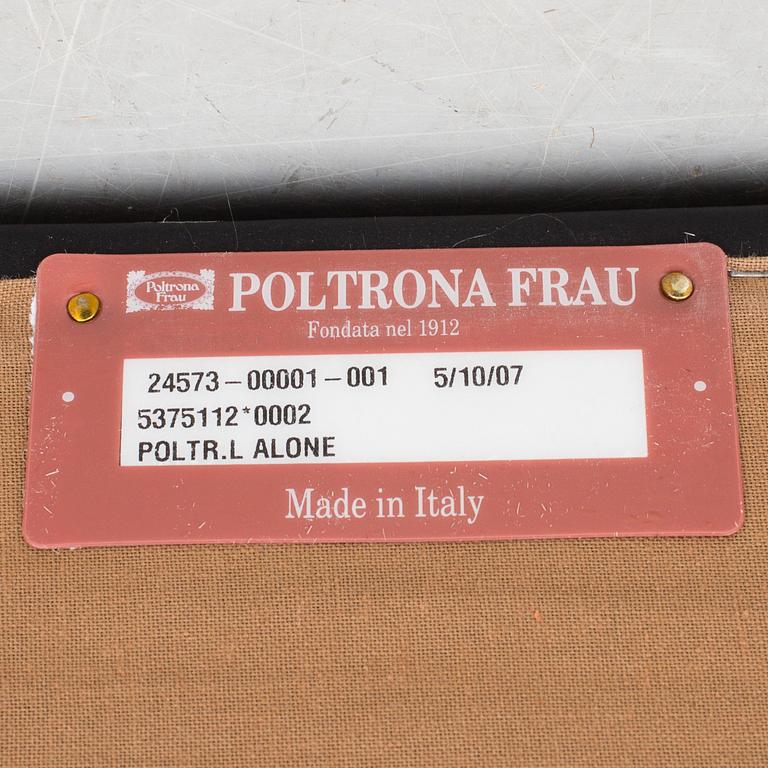 Poltrona
Frau
POLTRONA FRAU
Fondata nel 1912
24573-00001-001 5/10/07
5375112*0002
POLTR.L ALONE
Made in Italy